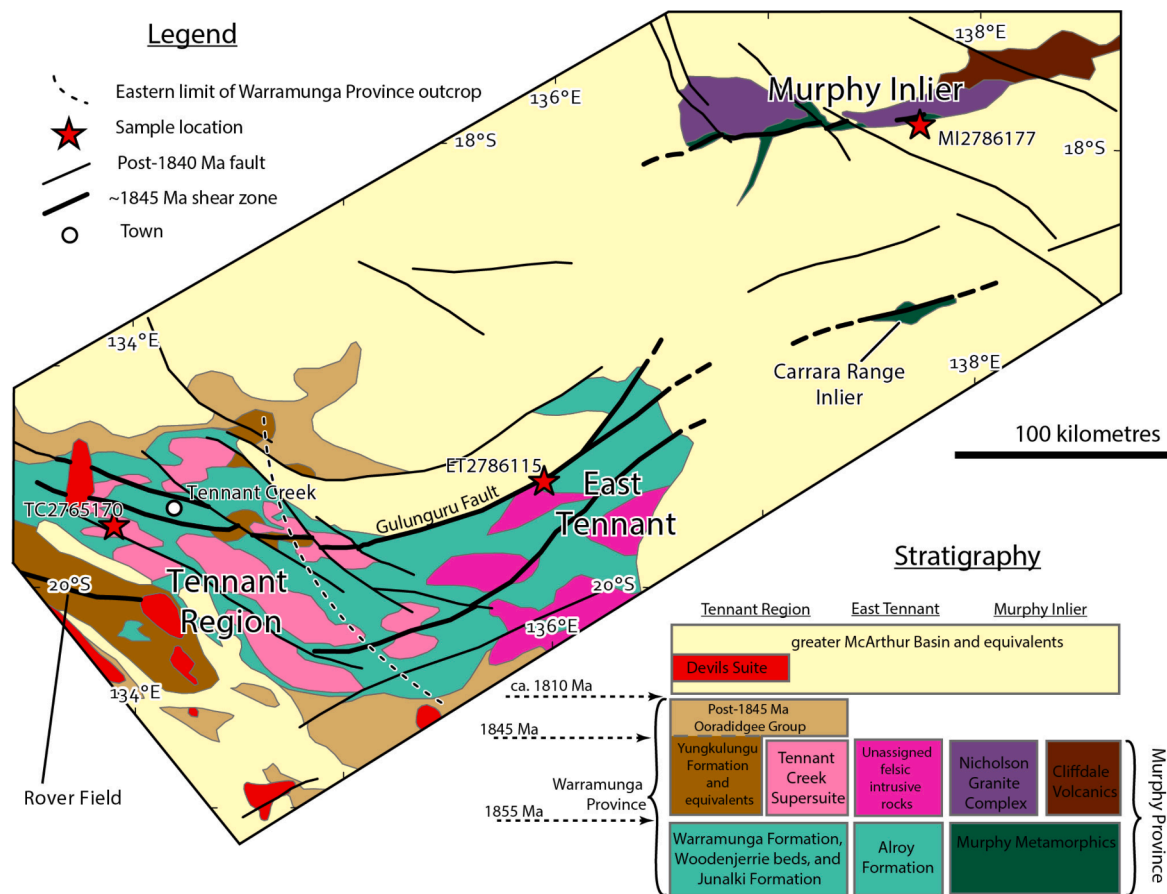 Legend
Eastern limit of Warramunga Province outcrop
Sample location
Post-1840 Ma fault
~1845 Ma shear zone
Town
138°E
136°E
Murphy Inlier
18°S
MI2786177
18°S
134°E
138°E
Carrara Range
Inlier
100 kilometres
ET2786115
East
Tennant
Gulunguru Fault
Tennant Creek
TC2765170
20°S
Tennant
Region
20°S
136°E
134°E
Rover Field
Stratigraphy
Tennant Region
East Tennant
Murphy Inlier
greater McArthur Basin and equivalents
Devils Suite
ca. 1810 Ma
Post-1845 Ma
Ooradidgee Group
1845 Ma
Yungkulungu
Formation
and
equivalents
Tennant
Creek
Supersuite
Unassigned
felsic
intrusive
rocks
Nicholson
Granite
Complex
Cliffdale
Volcanics
Warramunga
Province
1855 Ma
Warramunga Formation,
Woodenjerrie beds, and
Junalki Formation
Alroy
Formation
Murphy Metamorphics
Murphy Province